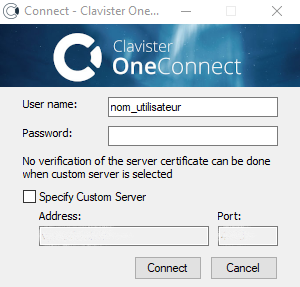 Connect - Clavister One...
Clavister
OneConnect
User name:
nom_utilisateur
Password:
No verification of the server certificate can be done
when custom server is selected
Specify Custom Server
Address:
Port:
Connect
Cancel